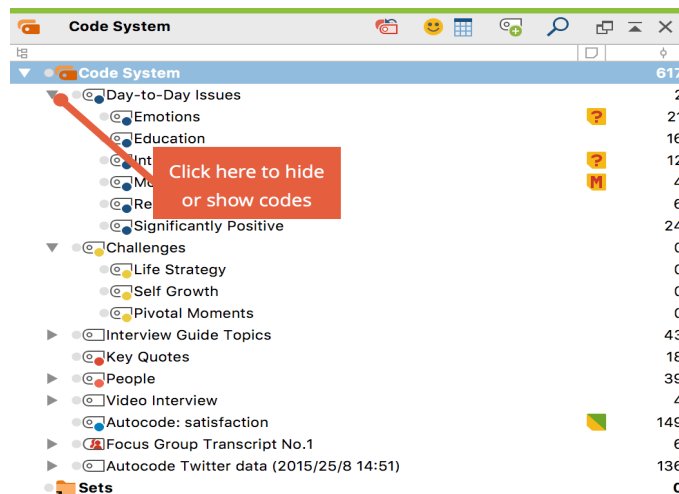 Code System
Code System 617
Day-to-Day Issues 2
Emotions ? 21
Education 16
Int ? 12
Mo M 4
Re 6
Significantly Positive 24
Click here to hide
or show codes
Challenges 0
Life Strategy 0
Self Growth 0
Pivotal Moments 0
Interview Guide Topics 43
Key Quotes 18
People 39
Video Interview 4
Autocode: satisfaction 149
Focus Group Transcript No.1 6
Autocode Twitter data (2015/25/8 14:51) 136
Sets 0